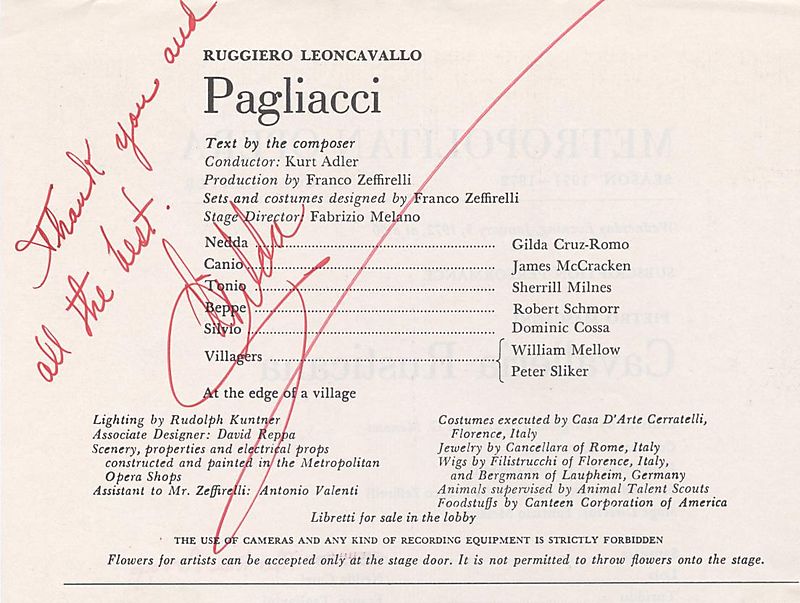 Thank you and
all the best.
Gilda
RUGGIERO LEONCAVALLO
Pagliacci
Text by the composer
Conductor: Kurt Adler
Production by Franco Zeffirelli
Sets and costumes designed by Franco Zeffirelli
Stage Director: Fabrizio Melano
Nedda ........ Gilda Cruz-Romo
Canio ........ James McCracken
Tonio ........ Sherrill Milnes
Beppe ........ Robert Schmorr
Silvio ........ Dominic Cossa
Villagers ........ { William Mellow
Peter Sliker
At the edge of a village
Lighting by Rudolph Kuntner
Associate Designer: David Reppa
Scenery, properties and electrical props
constructed and painted in the Metropolitan
Opera Shops
Assistant to Mr. Zeffirelli: Antonio Valenti
Costumes executed by Casa D'Arte Cerratelli,
Florence, Italy
Jewelry by Cancellara of Rome, Italy
Wigs by Filistrucchi of Florence, Italy,
and Bergmann of Laupheim, Germany
Animals supervised by Animal Talent Scouts
Foodstuffs by Canteen Corporation of America
Libretti for sale in the lobby
THE USE OF CAMERAS AND ANY KIND OF RECORDING EQUIPMENT IS STRICTLY FORBIDDEN
Flowers for artists can be accepted only at the stage door. It is not permitted to throw flowers onto the stage.